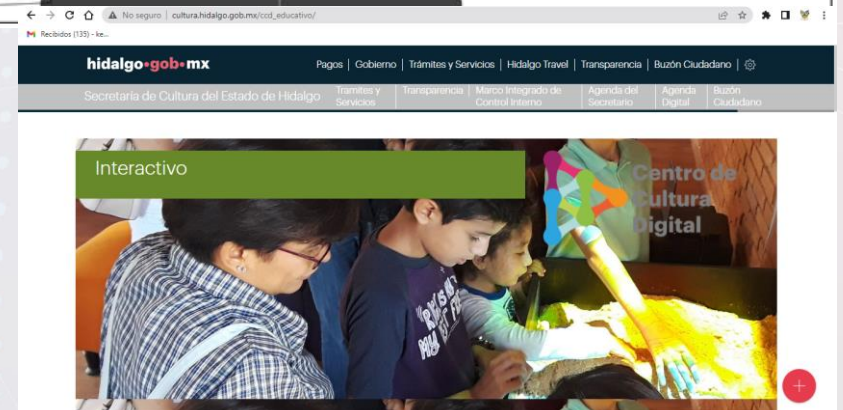 No seguro | cultura.hidalgo.gob.mx/ccd_educativo/
Recibidos (135) - ke...
hidalgo•gob•mx
Pagos | Gobierno | Trámites y Servicios | Hidalgo Travel | Transparencia | Buzón Ciudadano |
Secretaría de Cultura del Estado de Hidalgo
Trámites y
Servicios
Transparencia
Marco Integrado de
Control Interno
Agenda del
Secretario
Agenda
Digital
Buzón
Ciudadano
Interactivo
Centro de
Cultura
Digital